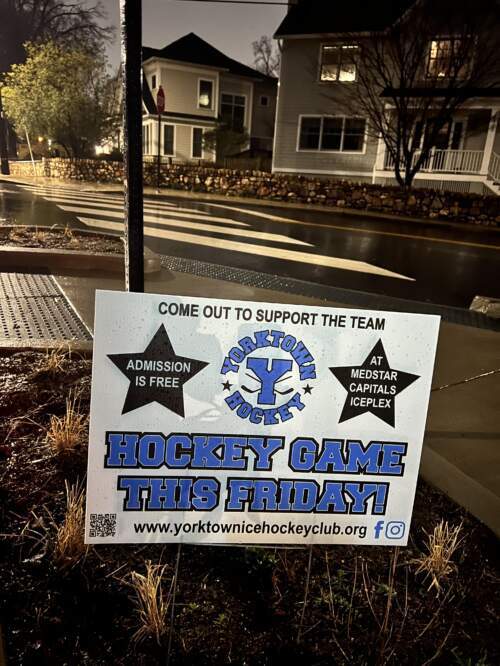 COME OUT TO SUPPORT THE TEAM
ADMISSION
IS FREE
YORKTOWN
Y
HOCKEY
AT
MEDSTAR
CAPITALS
ICEPLEX
HOCKEY GAME
THIS FRIDAY!
www.yorktownicehockeyclub.org